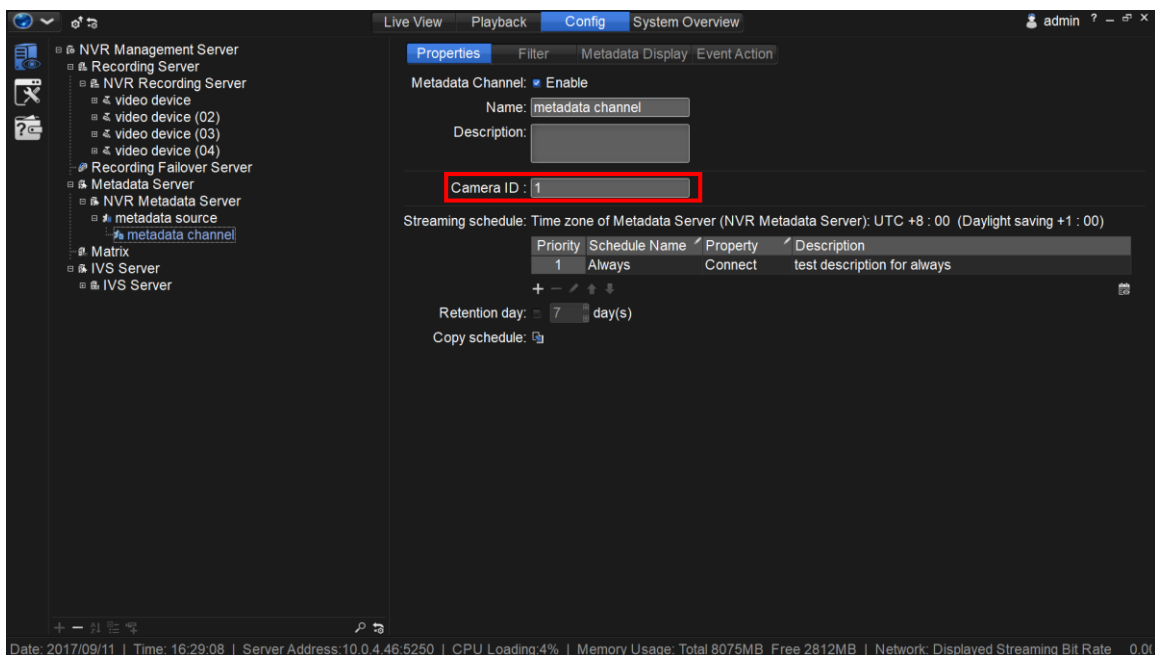 Live View Playback Config System Overview admin ? – ×
NVR Management Server
Recording Server
NVR Recording Server
video device
video device (02)
video device (03)
video device (04)
Recording Failover Server
Metadata Server
NVR Metadata Server
metadata source
metadata channel
Matrix
IVS Server
IVS Server
Properties Filter Metadata Display Event Action
Metadata Channel: Enable
Name: metadata channel
Description:
Camera ID : 1
Streaming schedule: Time zone of Metadata Server (NVR Metadata Server): UTC +8 : 00 (Daylight saving +1 : 00)
Priority Schedule Name Property Description
1 Always Connect test description for always
Retention day: 7 day(s)
Copy schedule:
Date: 2017/09/11 | Time: 16:29:08 | Server Address:10.0.4.46:5250 | CPU Loading:4% | Memory Usage: Total 8075MB Free 2812MB | Network: Displayed Streaming Bit Rate 0.0